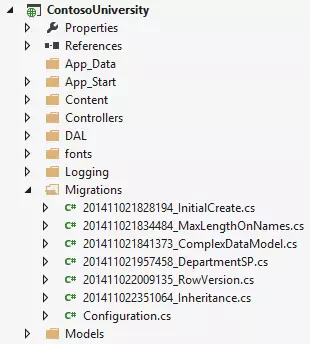 ContosoUniversity
Properties
References
App_Data
App_Start
Content
Controllers
DAL
fonts
Logging
Migrations
C# 201411021828194_InitialCreate.cs
C# 201411021834484_MaxLengthOnNames.cs
C# 201411021841373_ComplexDataModel.cs
C# 201411021957458_DepartmentSP.cs
C# 201411022009135_RowVersion.cs
C# 201411022351064_Inheritance.cs
C# Configuration.cs
Models